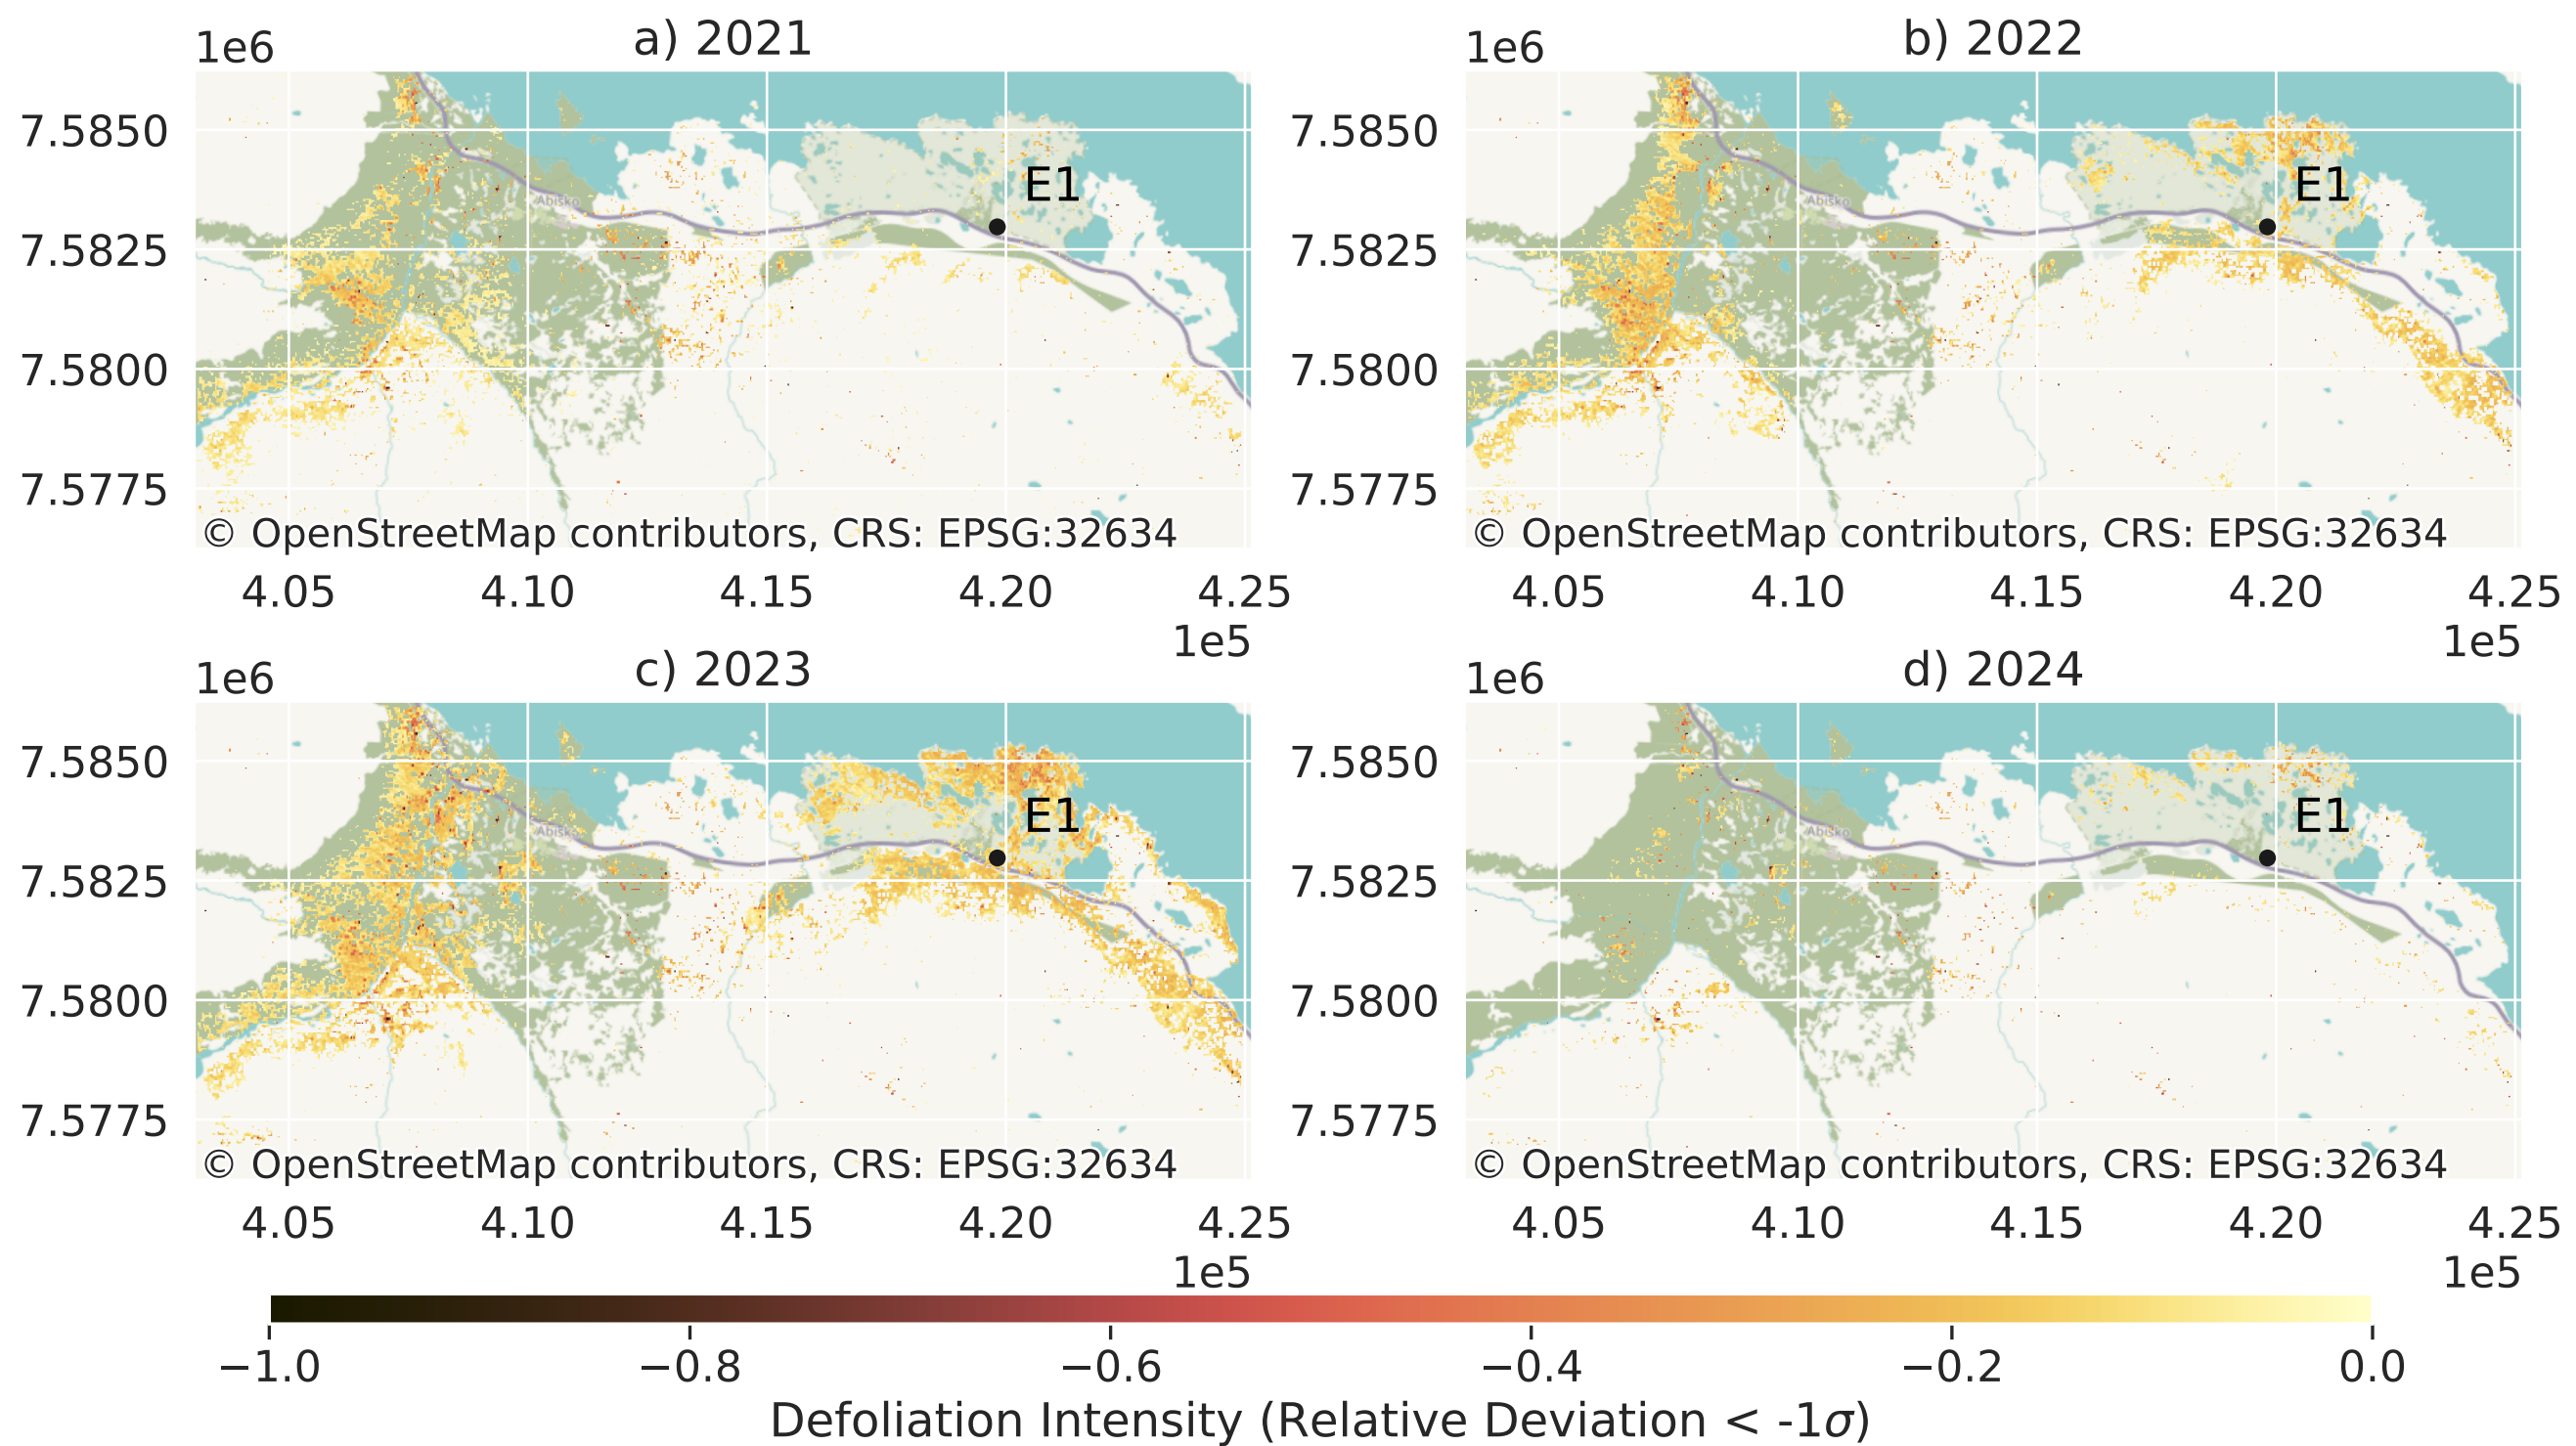 a) 2021
b) 2022
1e6
1e6
7.5850
7.5825
7.5800
7.5775
7.5850
7.5825
7.5800
7.5775
E1
Abisko
E1
Abisko
© OpenStreetMap contributors, CRS: EPSG:32634
© OpenStreetMap contributors, CRS: EPSG:32634
4.05 4.10 4.15 4.20 4.25
4.05 4.10 4.15 4.20 4.25
1e5
1e5
c) 2023
d) 2024
1e6
1e6
7.5850
7.5825
7.5800
7.5775
7.5850
7.5825
7.5800
7.5775
E1
Abisko
E1
Abisko
© OpenStreetMap contributors, CRS: EPSG:32634
© OpenStreetMap contributors, CRS: EPSG:32634
4.05 4.10 4.15 4.20 4.25
4.05 4.10 4.15 4.20 4.25
1e5
1e5
−1.0 −0.8 −0.6 −0.4 −0.2 0.0
Defoliation Intensity (Relative Deviation < -1σ)